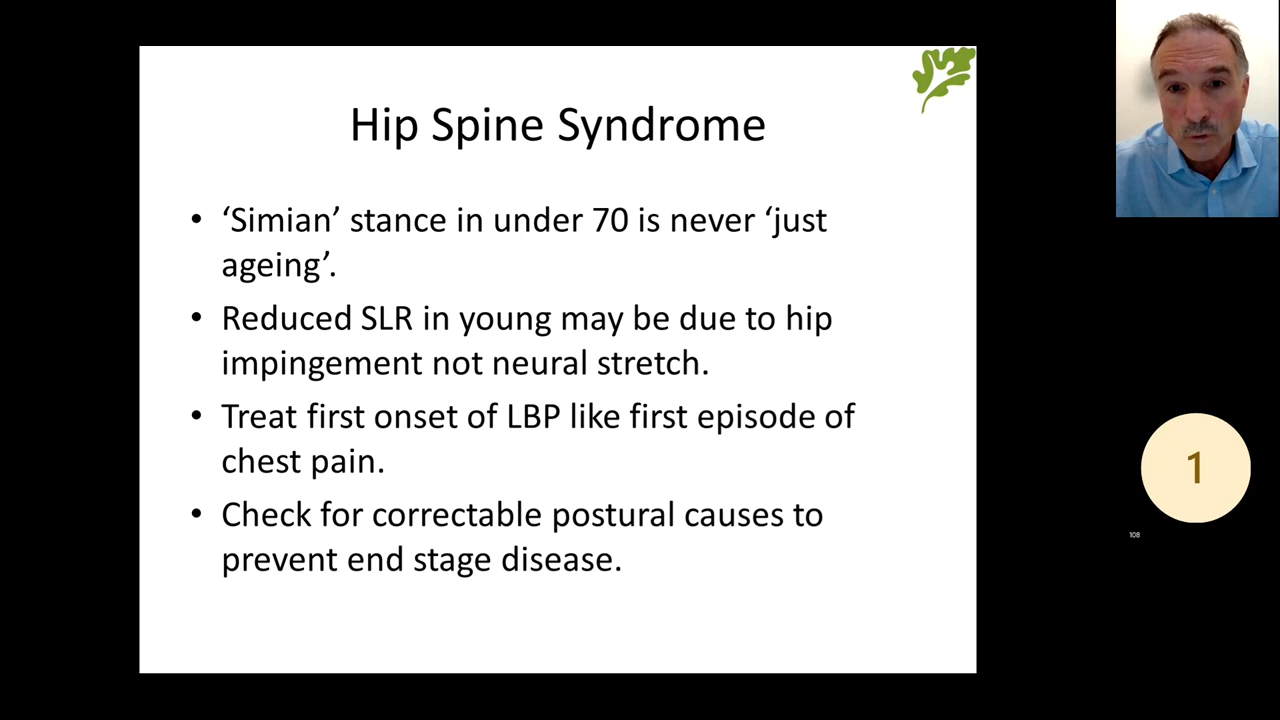 Hip Spine Syndrome
• ‘Simian’ stance in under 70 is never ‘just
ageing’.
• Reduced SLR in young may be due to hip
impingement not neural stretch.
• Treat first onset of LBP like first episode of
chest pain.
• Check for correctable postural causes to
prevent end stage disease.
1
108